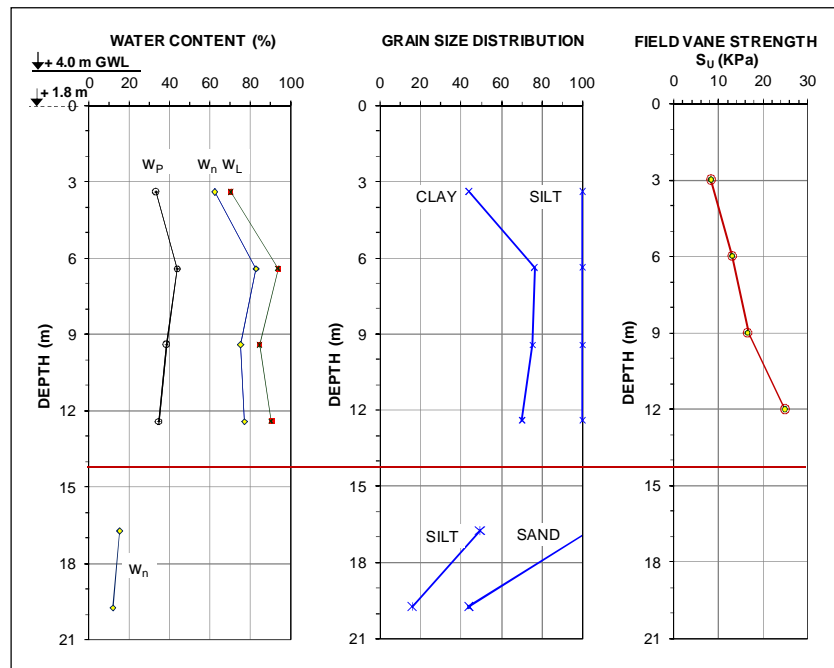 WATER CONTENT (%)
+ 4.0 m GWL
+ 1.8 m
0 20 40 60 80 100
0
3
6
9
12
15
18
21
DEPTH (m)
WP
Wn WL
Wn
GRAIN SIZE DISTRIBUTION
0 20 40 60 80 100
0
3
6
9
12
15
18
21
DEPTH (m)
CLAY
SILT
SILT
SAND
FIELD VANE STRENGTH
SU (KPa)
0 10 20 30
0
3
6
9
12
15
18
21
DEPTH (m)